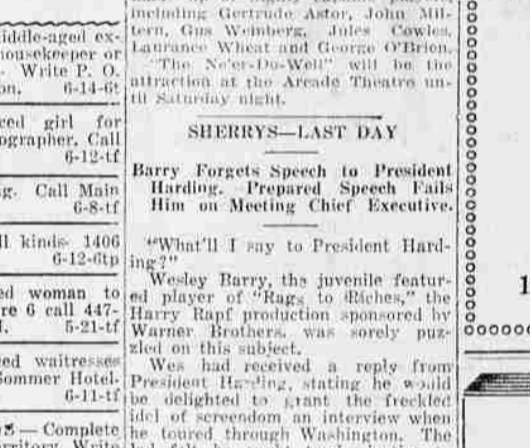 iddle-aged ex-
ousekeeper or
. Write P. O.
on. 6-14-6t
ced girl for
ographer. Call
6-12-tf
g. Call Main
6-8-tf
ll kinds- 1406
6-12-6tp
ed woman to
re 6 call 447-
5-21-tf
ed waitresses
Sommer Hotel-
6-11-tf
— Complete
erritory. Write
including Gertrude Astor, John Mil-
tern, Gus Weinberg, Jules Cowles,
Laurance Wheat and George O'Brien.
"The Ne'er-Do-Well" will be the
attraction at the Arcade Theatre un-
til Saturday night.
SHERRYS—LAST DAY
Barry Forgets Speech to President
Harding. Prepared Speech Fails
Him on Meeting Chief Executive.
"What'll I say to President Hard-
ing?"
Wesley Barry, the juvenile featur-
ed player of "Rags to Riches," the
Harry Rapf production sponsored by
Warner Brothers, was sorely puz-
zled on this subject.
Wes had received a reply from
President Harding, stating he would
be delighted to grant the freckled
idel of screendom an interview when
he toured through Washington. The
1